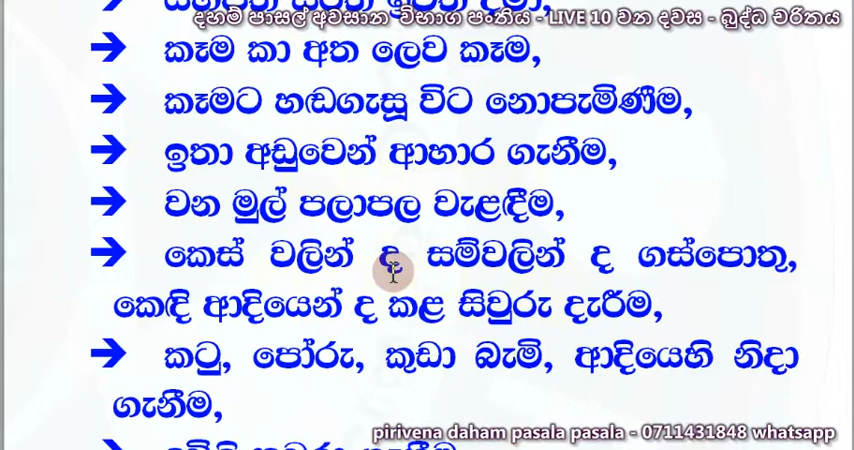 දහම් පාසල් අවසාන විභාග පංතිය - LIVE 10 වන දවස - බුද්ධ චරිතය
➔ කෑම කා අත ලෙව කෑම,
➔ කෑමට හඬගැසූ විට නොපැමිණීම,
➔ ඉතා අඩුවෙන් ආහාර ගැනීම,
➔ වන මුල් පලාපල වැළඳීම,
➔ කෙස් වලින් ද සම්වලින් ද ගස්පොතු,
කෙඳි ආදියෙන් ද කළ සිවුරු දැරීම,
➔ කටු, පෝරු, කුඩා බැමි, ආදියෙහි නිදා
ගැනීම,
pirivena daham pasala pasala - 0711431848 whatsapp